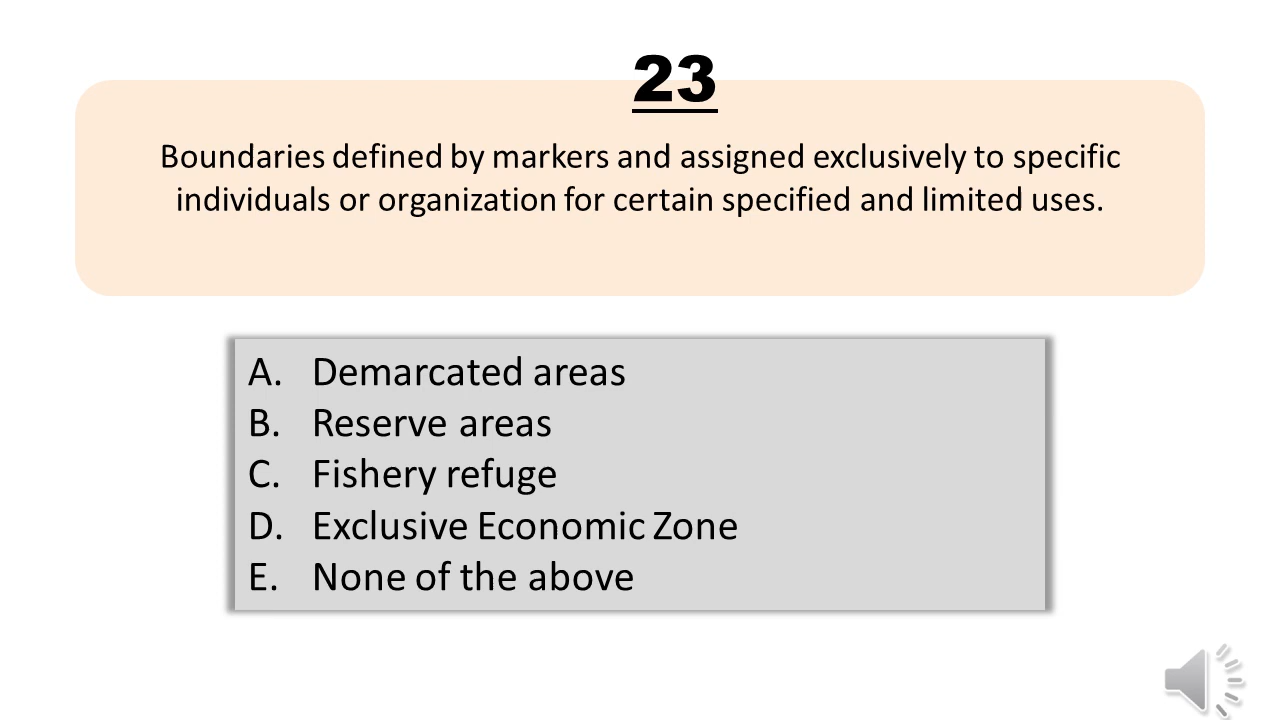 23
Boundaries defined by markers and assigned exclusively to specific
individuals or organization for certain specified and limited uses.
A. Demarcated areas
B. Reserve areas
C. Fishery refuge
D. Exclusive Economic Zone
E. None of the above